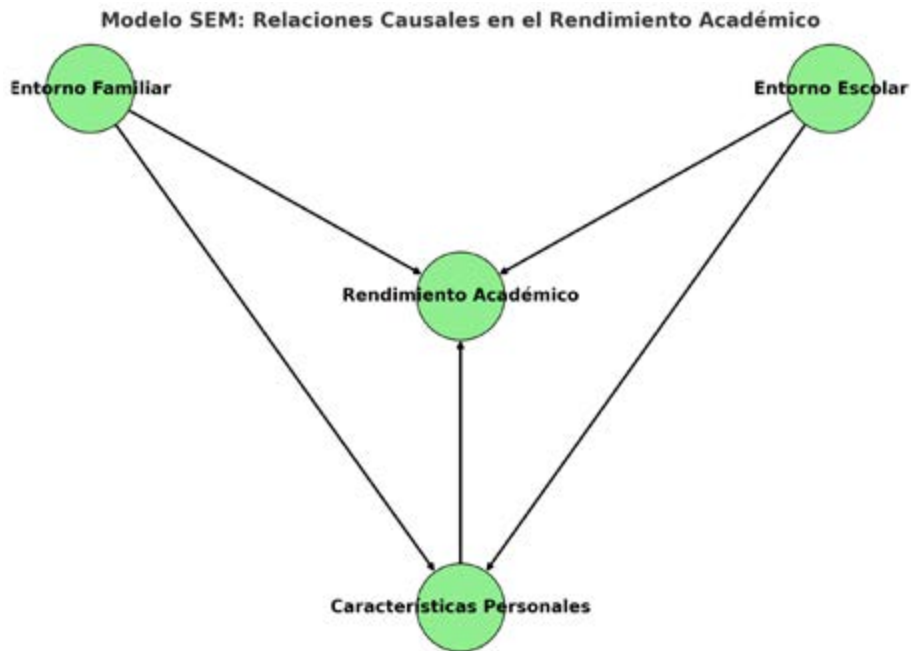 Modelo SEM: Relaciones Causales en el Rendimiento Académico
Entorno Familiar
Entorno Escolar
Rendimiento Académico
Características Personales